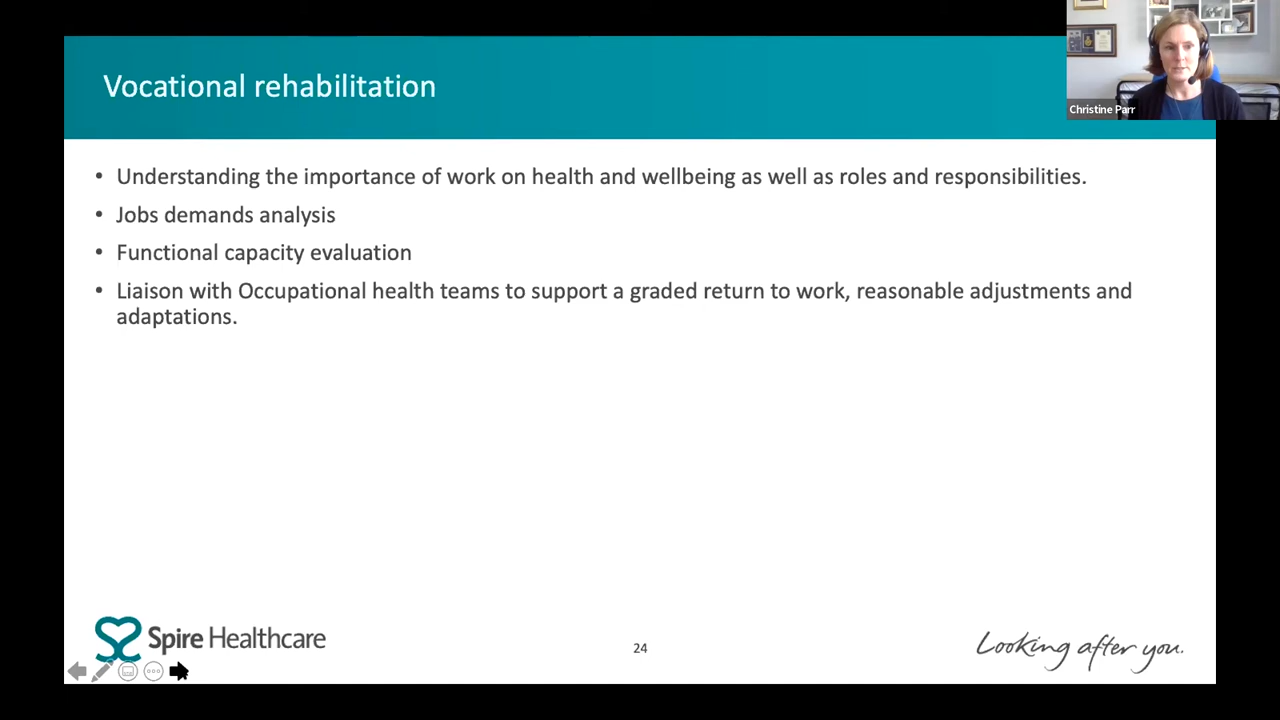 Vocational rehabilitation
Christine Parr
• Understanding the importance of work on health and wellbeing as well as roles and responsibilities.
• Jobs demands analysis
• Functional capacity evaluation
• Liaison with Occupational health teams to support a graded return to work, reasonable adjustments and
adaptations.
Spire Healthcare
24
Looking after you.